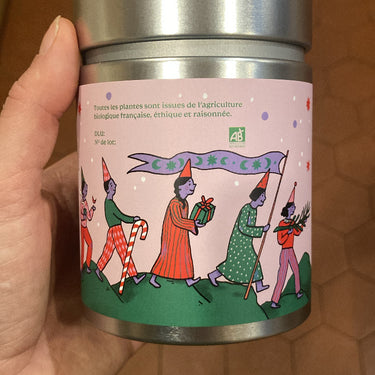 Toutes les plantes sont issues de l'agriculture
biologique française, éthique et raisonnée.
DLU:
N° de lot:
AB